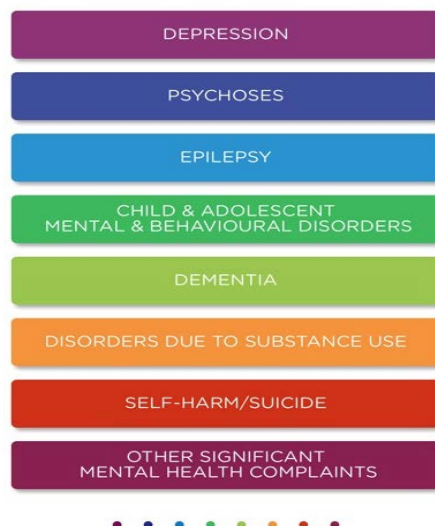 DEPRESSION
PSYCHOSES
EPILEPSY
CHILD & ADOLESCENT
MENTAL & BEHAVIOURAL DISORDERS
DEMENTIA
DISORDERS DUE TO SUBSTANCE USE
SELF-HARM/SUICIDE
OTHER SIGNIFICANT
MENTAL HEALTH COMPLAINTS